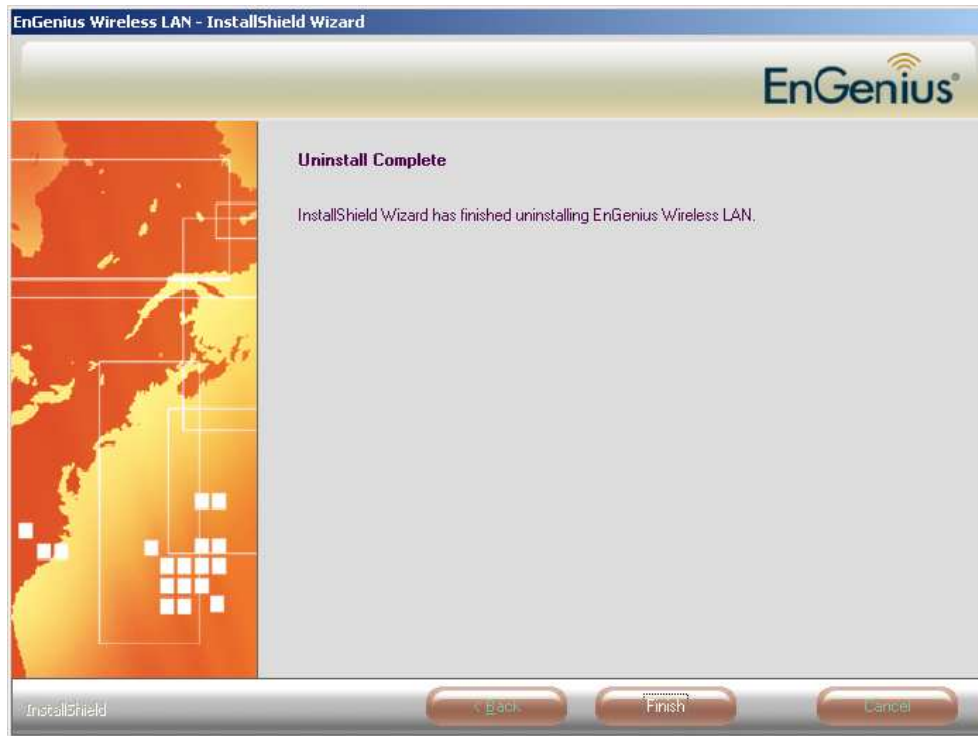 EnGenius Wireless LAN - InstallShield Wizard
EnGenius®
Uninstall Complete
InstallShield Wizard has finished uninstalling EnGenius Wireless LAN.
InstallShield
< Back
Finish
Cancel